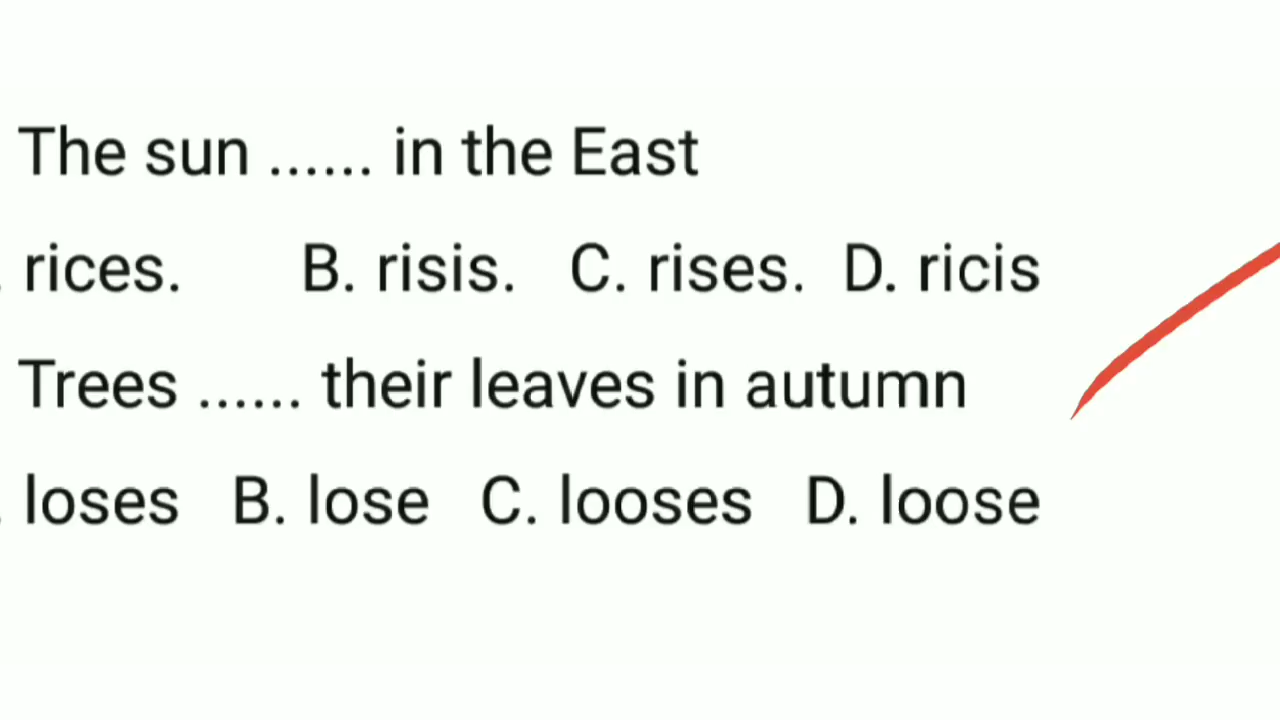 The sun ...... in the East
. rices. B. risis. C. rises. D. ricis
Trees ...... their leaves in autumn
. loses B. lose C. looses D. loose